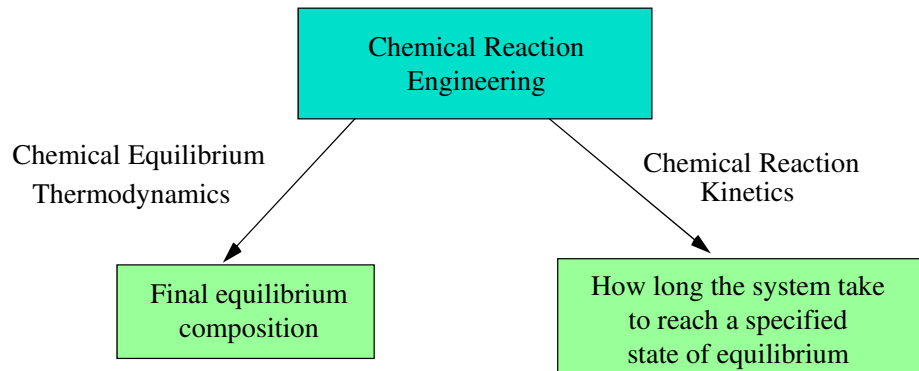 Chemical Reaction
Engineering
Chemical Equilibrium
Thermodynamics
Chemical Reaction
Kinetics
Final equilibrium
composition
How long the system take
to reach a specified
state of equilibrium